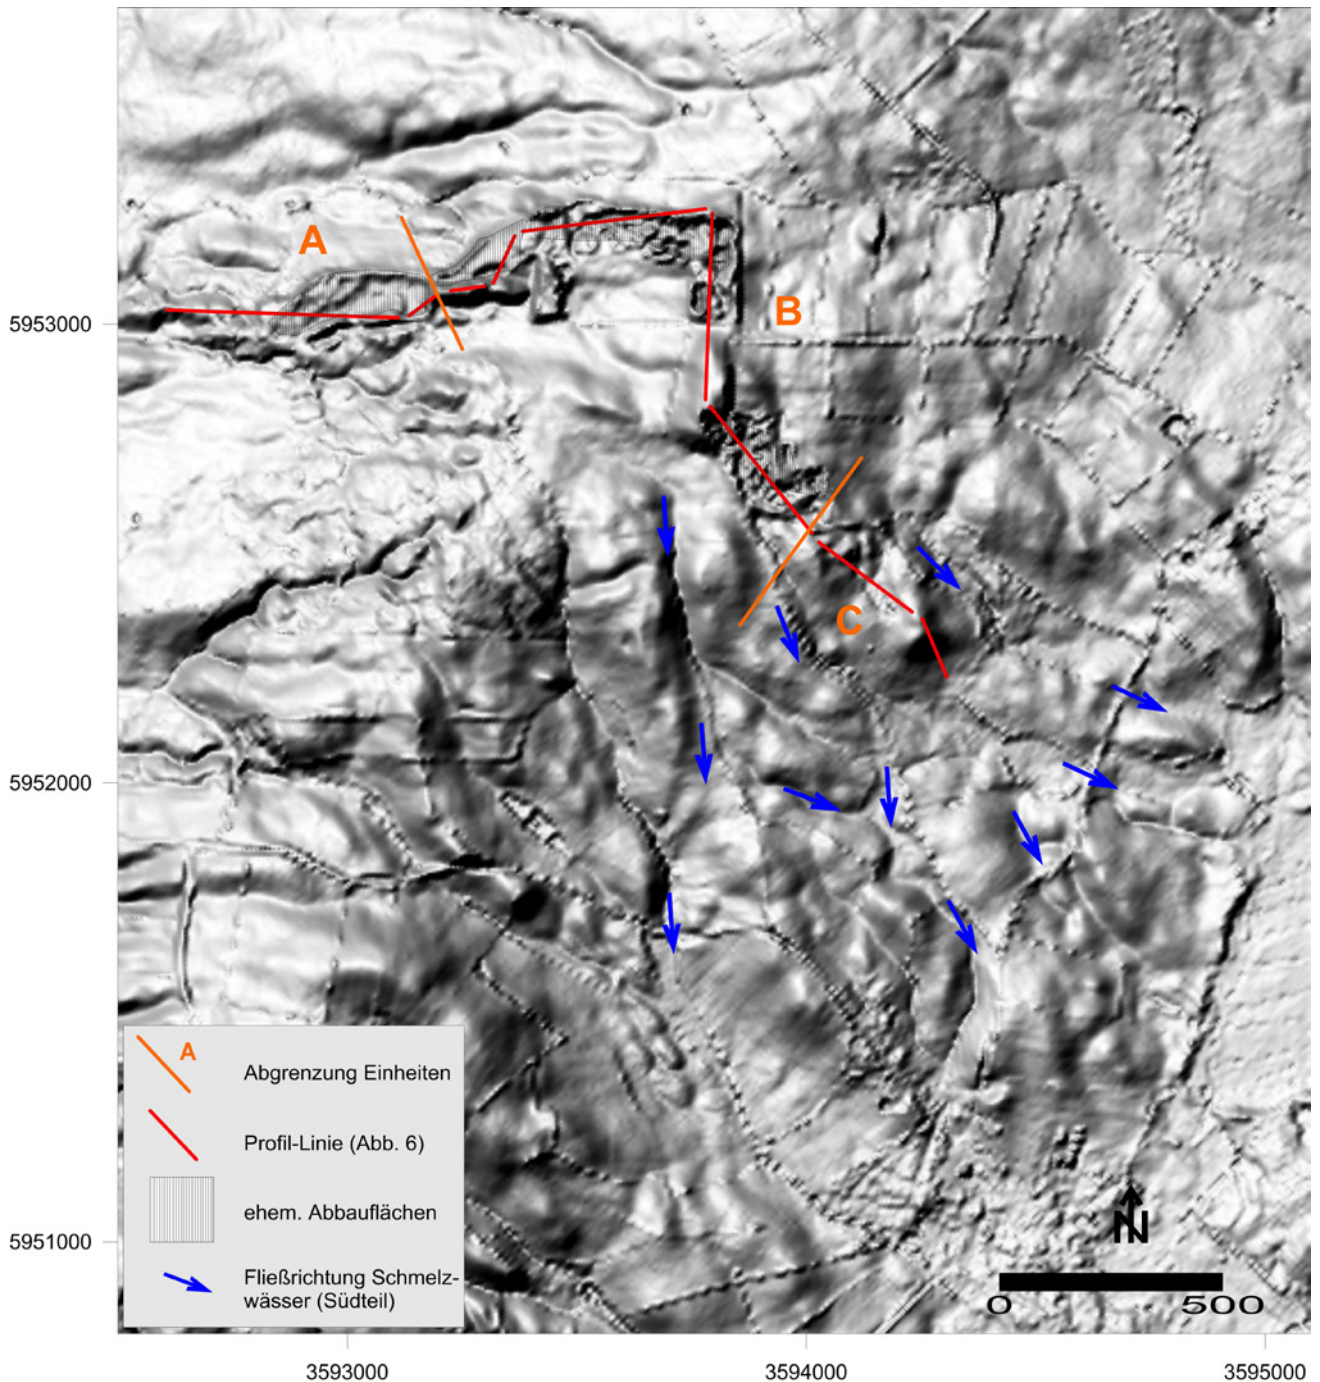 A
B
C
5953000
5952000
5951000
A
Abgrenzung Einheiten
Profil-Linie (Abb. 6)
ehem. Abbauflächen
Fließrichtung Schmelz-
wässer (Südteil)
N
0 500
3593000 3594000 3595000